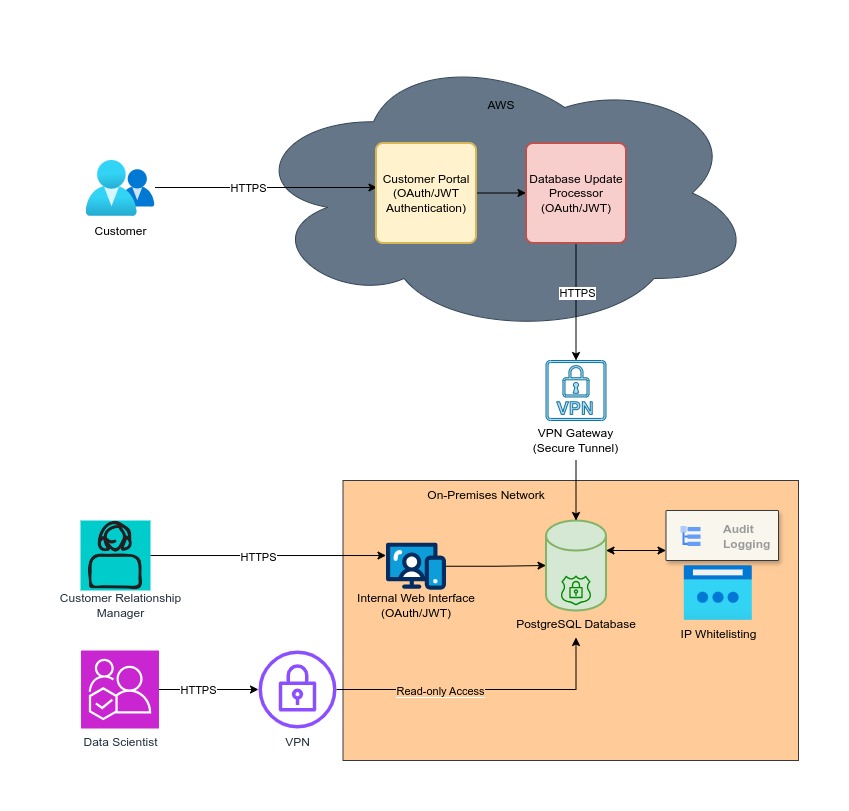 AWS
Customer Portal
(OAuth/JWT
Authentication)
Database Update
Processor
(OAuth/JWT)
HTTPS
Customer
HTTPS
VPN
VPN Gateway
(Secure Tunnel)
On-Premises Network
Audit
Logging
HTTPS
Customer Relationship
Manager
Internal Web Interface
(OAuth/JWT)
PostgreSQL Database
IP Whitelisting
HTTPS
Read-only Access
Data Scientist
VPN